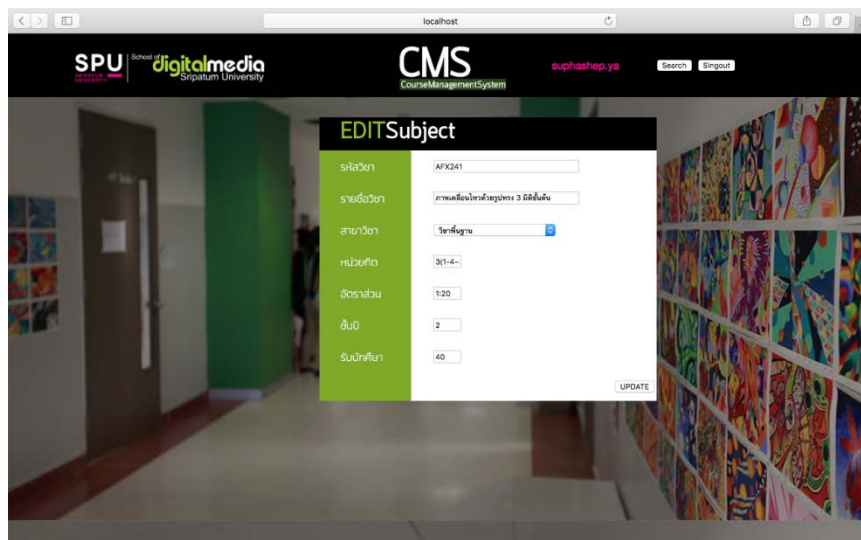 localhost
SPU
SRIPATUM
UNIVERSITY
School of
digitalmedia
Sripatum University
CMS
CourseManagementSystem
suphashep.ya
Search
Singout
EDITSubject
รหัสวิชา
AFX241
รายชื่อวิชา
ภาพเคลื่อนไหวด้วยรูปทรง 3 มิติขั้นต้น
สาขาวิชา
วิชาพื้นฐาน
หน่วยกิต
3(1-4-
อัตราส่วน
1:20
ชั้นปี
2
รับนักศึษา
40
UPDATE